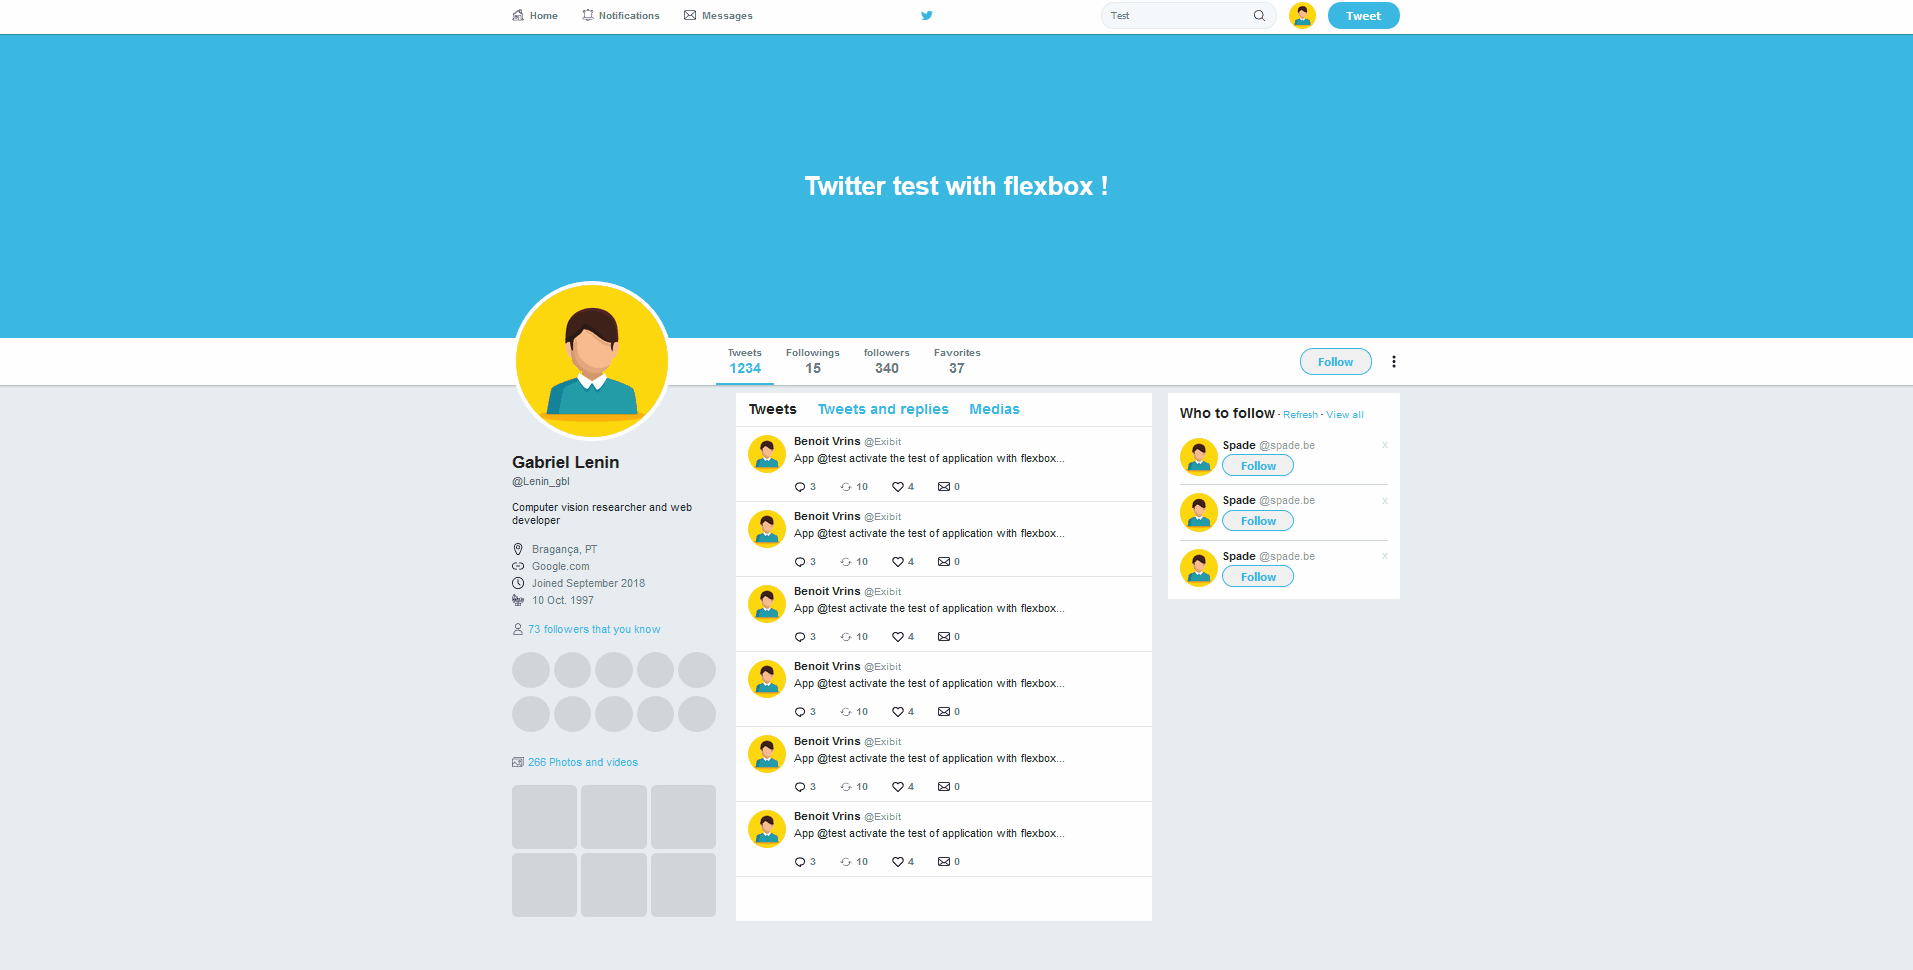 Home Notifications Messages Test Tweet
Twitter test with flexbox !
Tweets Followings followers Favorites
1234 15 340 37
Follow
Gabriel Lenin
@Lenin_gbl
Computer vision researcher and web
developer
Bragança, PT
Google.com
Joined September 2018
10 Oct. 1997
73 followers that you know
266 Photos and videos
Tweets Tweets and replies Medias
Benoit Vrins @Exibit
App @test activate the test of application with flexbox...
3 10 4 0
Benoit Vrins @Exibit
App @test activate the test of application with flexbox...
3 10 4 0
Benoit Vrins @Exibit
App @test activate the test of application with flexbox...
3 10 4 0
Benoit Vrins @Exibit
App @test activate the test of application with flexbox...
3 10 4 0
Benoit Vrins @Exibit
App @test activate the test of application with flexbox...
3 10 4 0
Benoit Vrins @Exibit
App @test activate the test of application with flexbox...
3 10 4 0
Who to follow · Refresh · View all
Spade @spade.be x
Follow
Spade @spade.be x
Follow
Spade @spade.be x
Follow